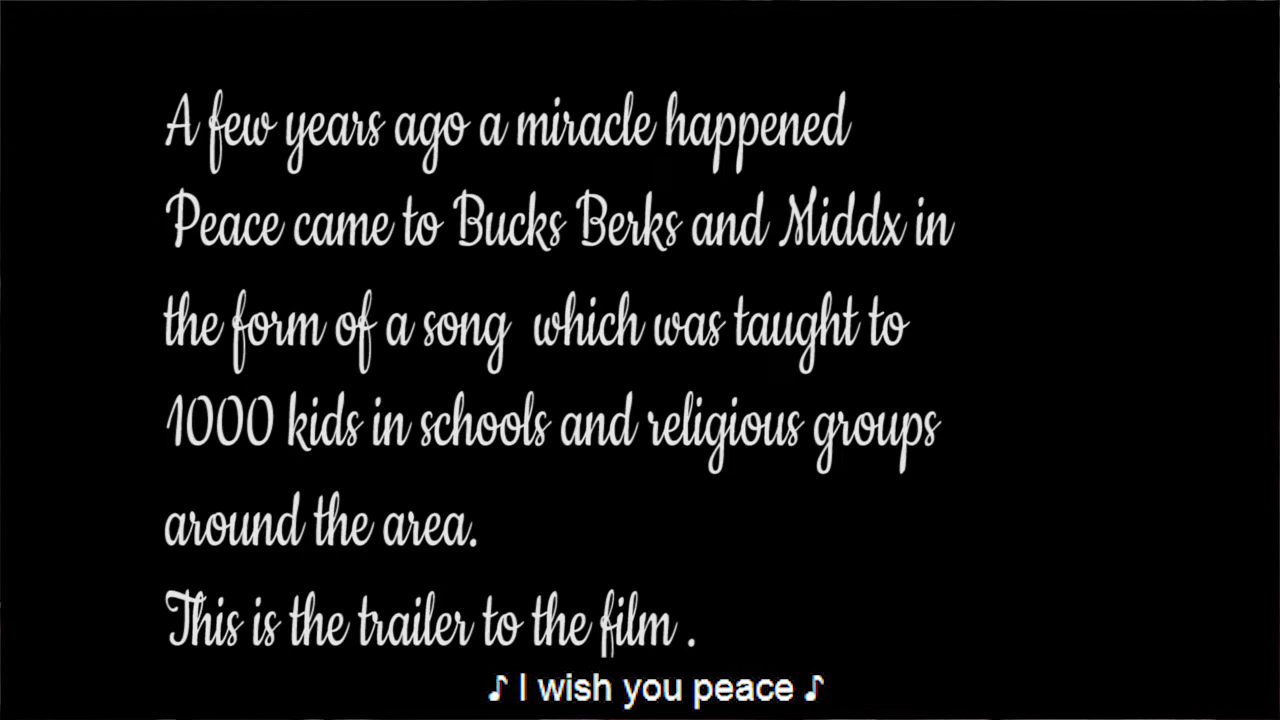 A few years ago a miracle happened
Peace came to Bucks Berks and Middx in
the form of a song which was taught to
1000 kids in schools and religious groups
around the area.
This is the trailer to the film .
♪ I wish you peace ♪